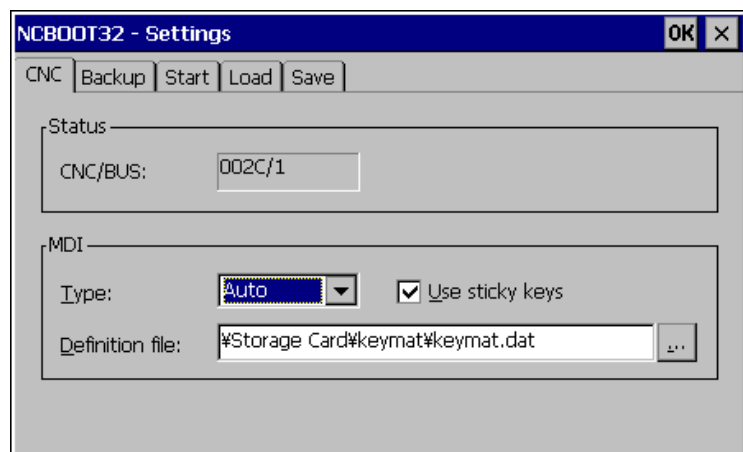 NCBOOT32 - Settings OK ×
CNC Backup Start Load Save
Status
CNC/BUS: 002C/1
MDI
Type: Auto Use sticky keys
Definition file: ¥Storage Card¥keymat¥keymat.dat ...